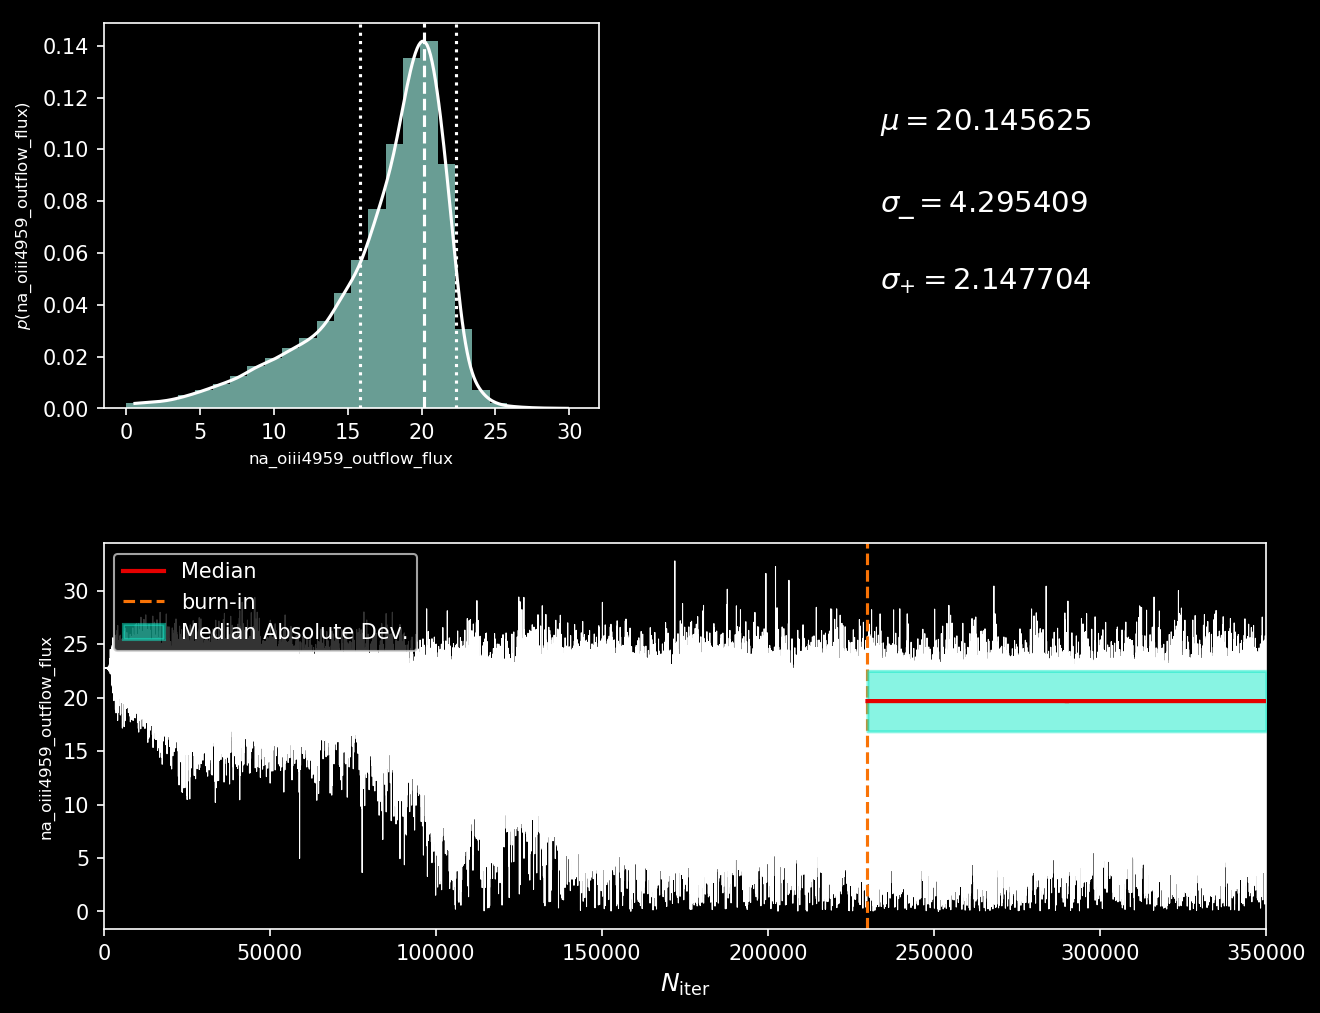 0.14
0.12
0.10
0.08
0.06
0.04
0.02
0.00
p(na_oiii4959_outflow_flux)
0 5 10 15 20 25 30
na_oiii4959_outflow_flux
μ = 20.145625
σ₋ = 4.295409
σ₊ = 2.147704
Median
burn-in
Median Absolute Dev.
30
25
20
15
10
5
0
na_oiii4959_outflow_flux
0 50000 100000 150000 200000 250000 300000 350000
N_iter